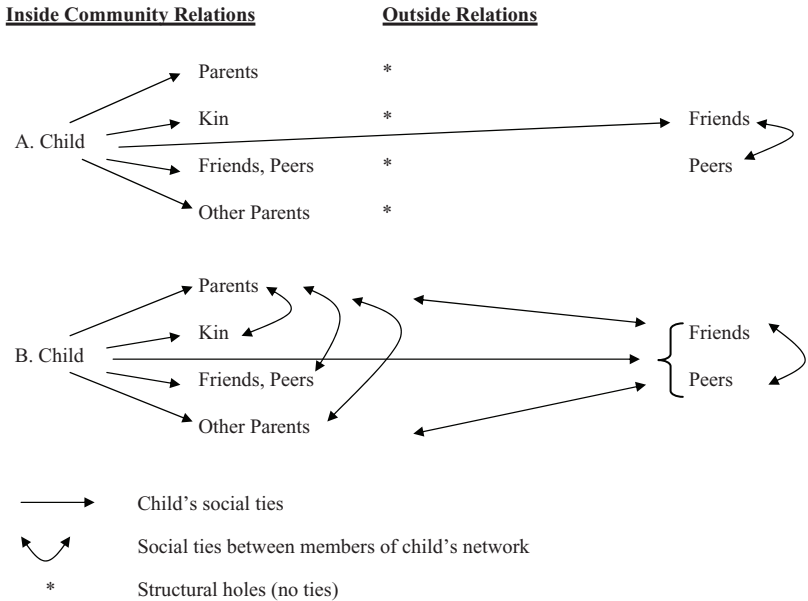 Inside Community Relations Outside Relations
Parents *
Kin * Friends
A. Child
Friends, Peers * Peers
Other Parents *
Parents
Kin Friends
B. Child
Friends, Peers Peers
Other Parents
Child's social ties
Social ties between members of child's network
* Structural holes (no ties)